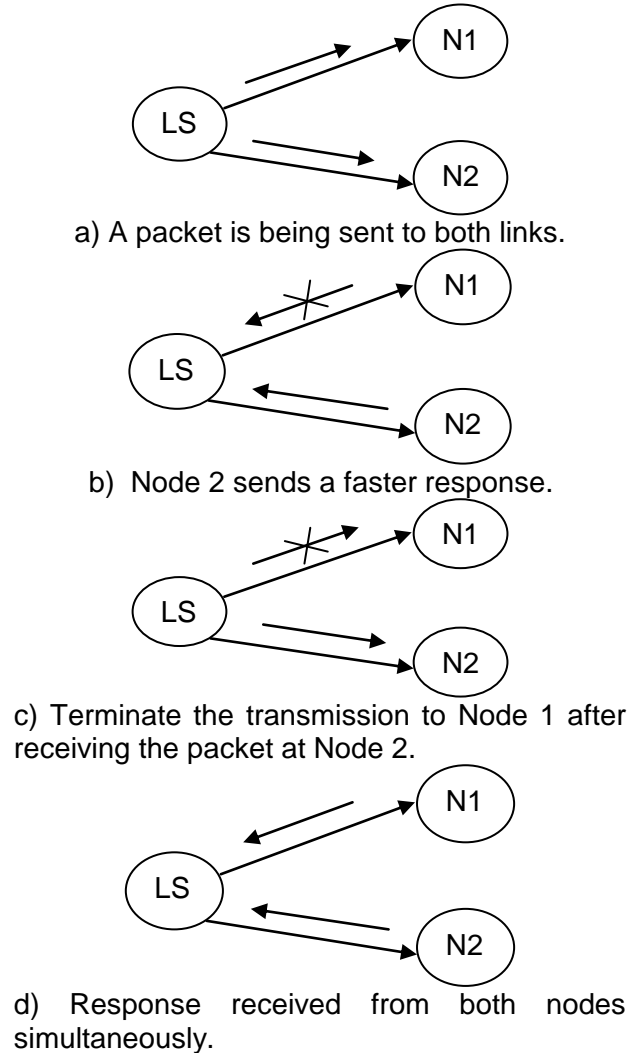 N1
LS
N2
a) A packet is being sent to both links.
N1
LS
N2
b) Node 2 sends a faster response.
N1
LS
N2
c) Terminate the transmission to Node 1 after
receiving the packet at Node 2.
N1
LS
N2
d) Response received from both nodes
simultaneously.